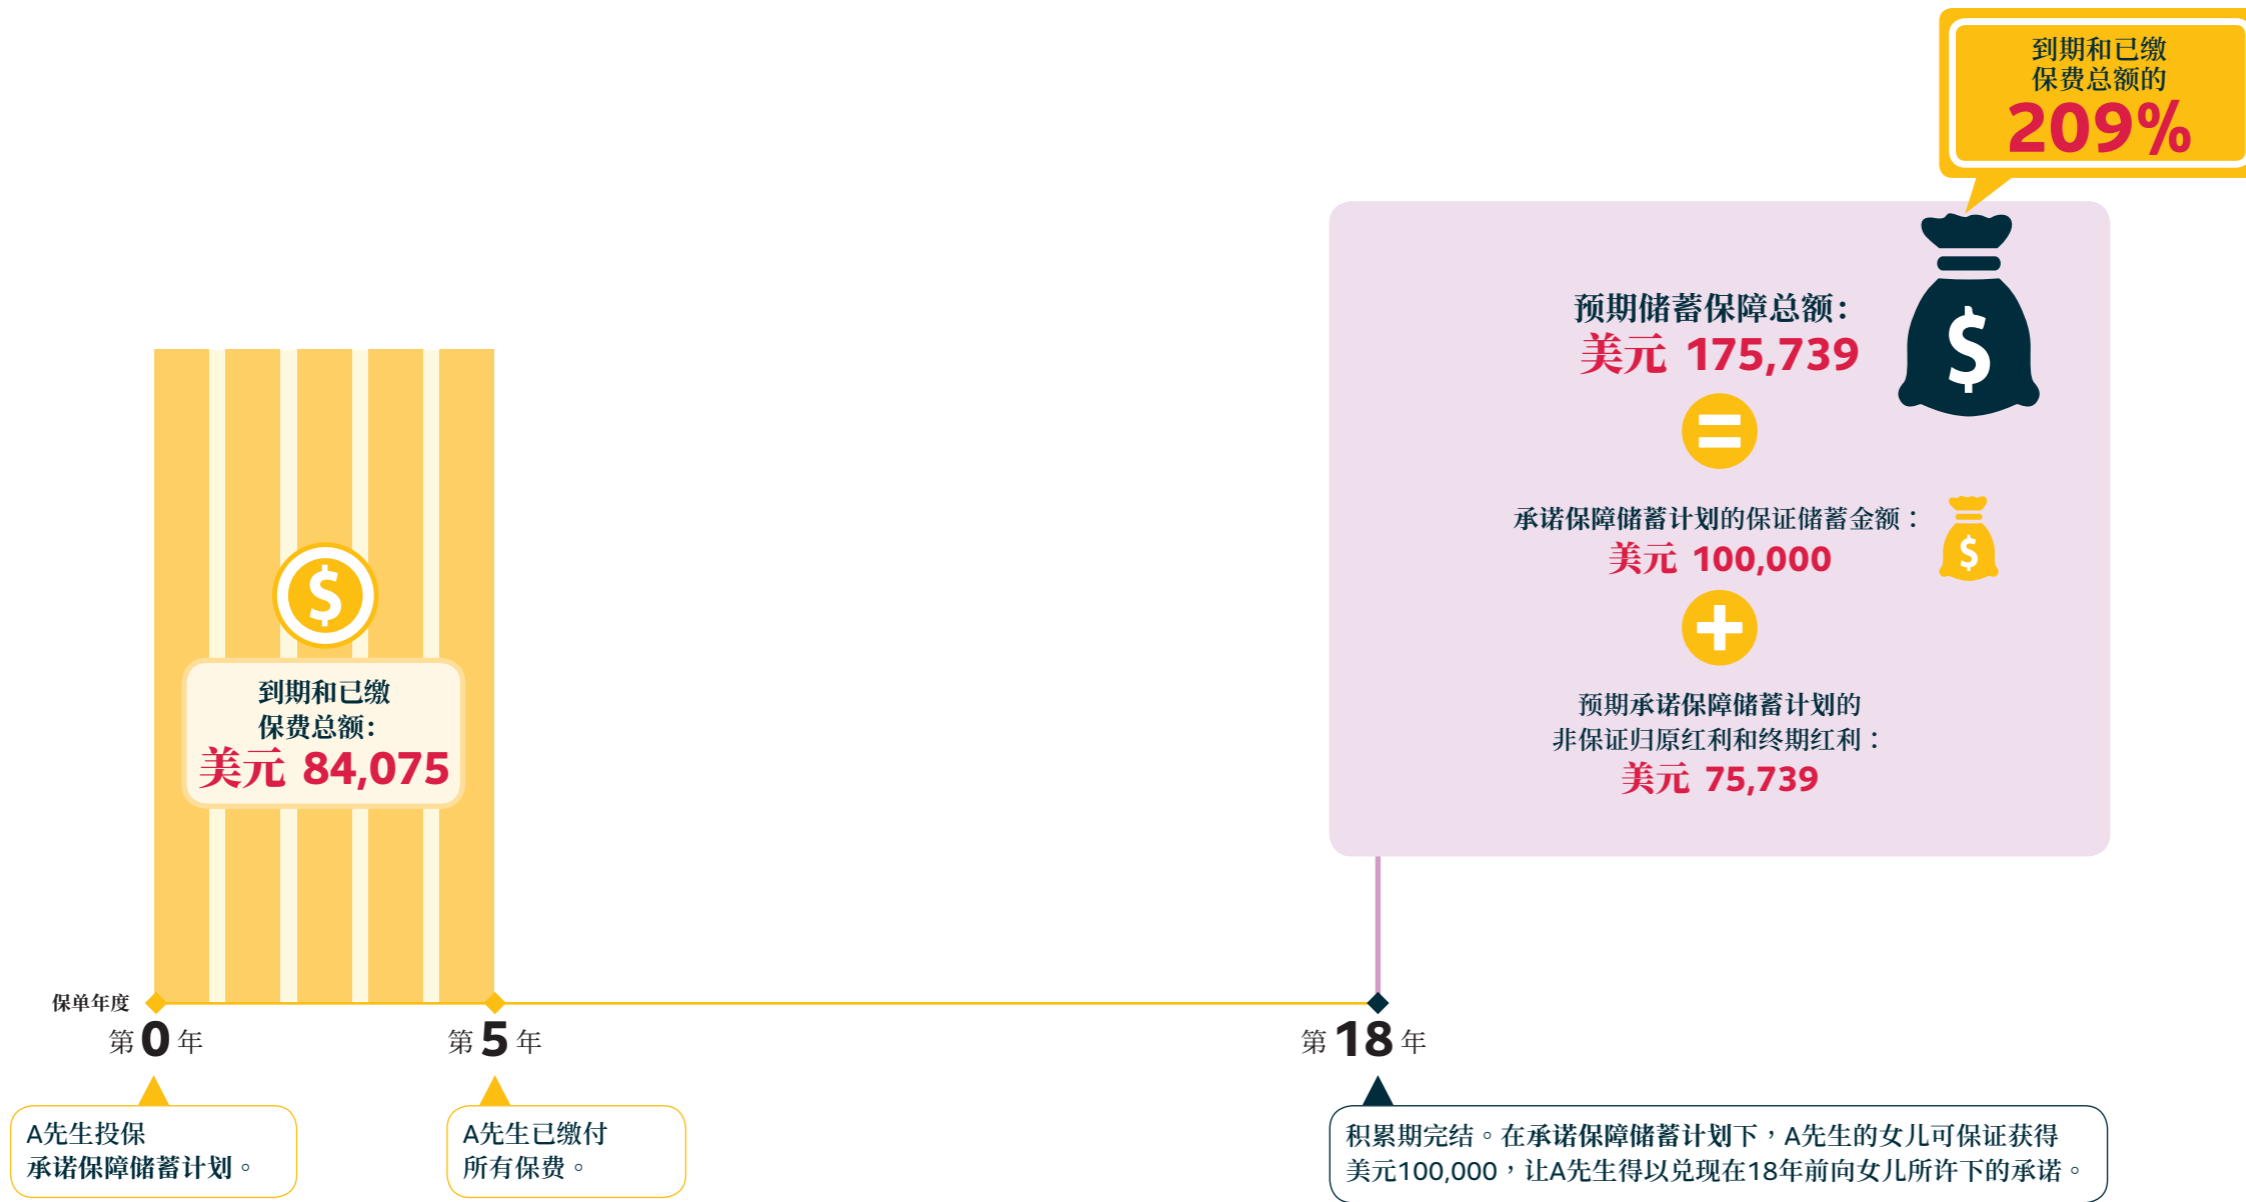 到期和已缴
保费总额的
209%
预期储蓄保障总额：
美元 175,739
$
=
承诺保障储蓄计划的保证储蓄金额：
美元 100,000
$
+
预期承诺保障储蓄计划的
非保证归原红利和终期红利：
美元 75,739
$
到期和已缴
保费总额：
美元 84,075
保单年度
第0年
第5年
第18年
A先生投保
承诺保障储蓄计划。
A先生已缴付
所有保费。
积累期完结。在承诺保障储蓄计划下，A先生的女儿可保证获得
美元100,000，让A先生得以兑现在18年前向女儿所许下的承诺。